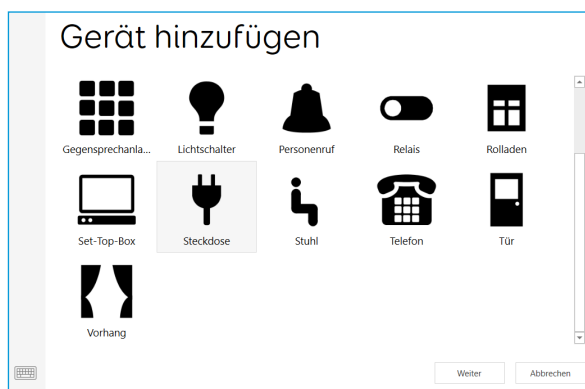 Gerät hinzufügen
Gegensprechanla...
Lichtschalter
Personenruf
Relais
Rolladen
Set-Top-Box
Steckdose
Stuhl
Telefon
Tür
Vorhang
Weiter
Abbrechen